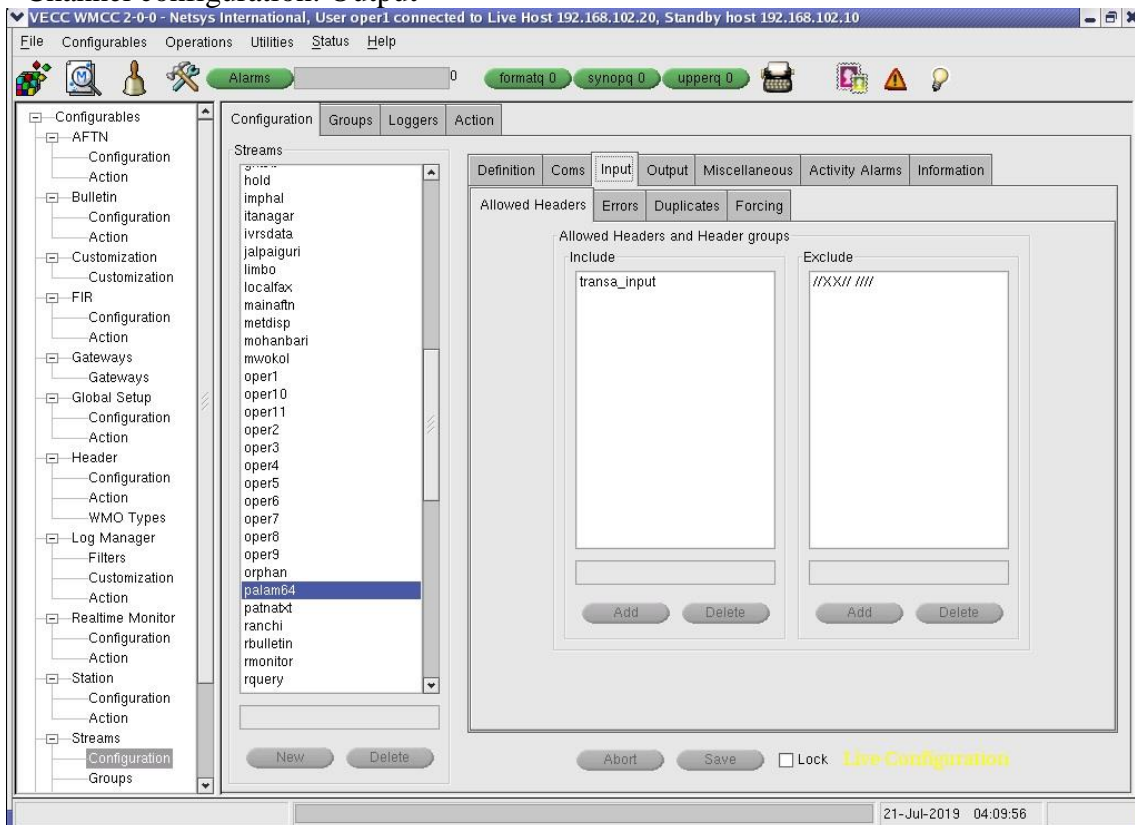 Channel configuration: Output
VECC WMCC 2-0-0 - Netsys International, User oper1 connected to Live Host 192.168.102.20, Standby host 192.168.102.10
File Configurables Operations Utilities Status Help
Alarms 0 formatq 0 synopq 0 upperq 0
Configurables
AFTN
Configuration
Action
Bulletin
Configuration
Action
Customization
Customization
FIR
Configuration
Action
Gateways
Gateways
Global Setup
Configuration
Action
Header
Configuration
Action
WMO Types
Log Manager
Filters
Customization
Action
Realtime Monitor
Configuration
Action
Station
Configuration
Action
Streams
Configuration
Groups
Configuration Groups Loggers Action
Streams
hold
imphal
itanagar
ivrsdata
jalpaiguri
limbo
localfax
mainaftn
metdisp
mohanbari
mwokol
oper1
oper10
oper11
oper2
oper3
oper4
oper5
oper6
oper7
oper8
oper9
orphan
palam64
patnatxt
ranchi
rbulletin
rmonitor
rquery
New Delete
Definition Coms Input Output Miscellaneous Activity Alarms Information
Allowed Headers Errors Duplicates Forcing
Allowed Headers and Header groups
Include
transa_input
Add Delete
Exclude
//XX// ////
Add Delete
Abort Save Lock Live Configuration
21-Jul-2019 04:09:56